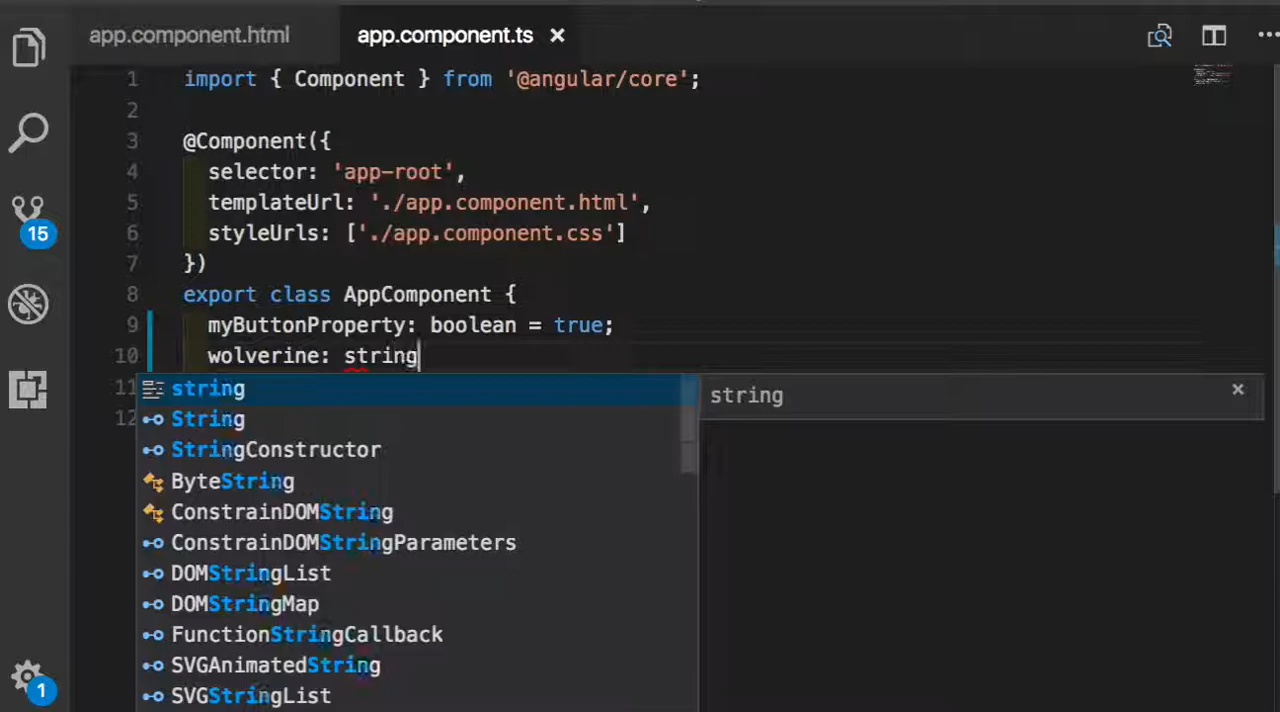 app.component.html app.component.ts ×
1 import { Component } from '@angular/core';
2
3 @Component({
4 selector: 'app-root',
5 templateUrl: './app.component.html',
6 styleUrls: ['./app.component.css']
7 })
8 export class AppComponent {
9 myButtonProperty: boolean = true;
10 wolverine: string
11 string
12 String
StringConstructor
ByteString
ConstrainDOMString
ConstrainDOMStringParameters
DOMStringList
DOMStringMap
FunctionStringCallback
SVGAnimatedString
SVGStringList
string ×
15
1